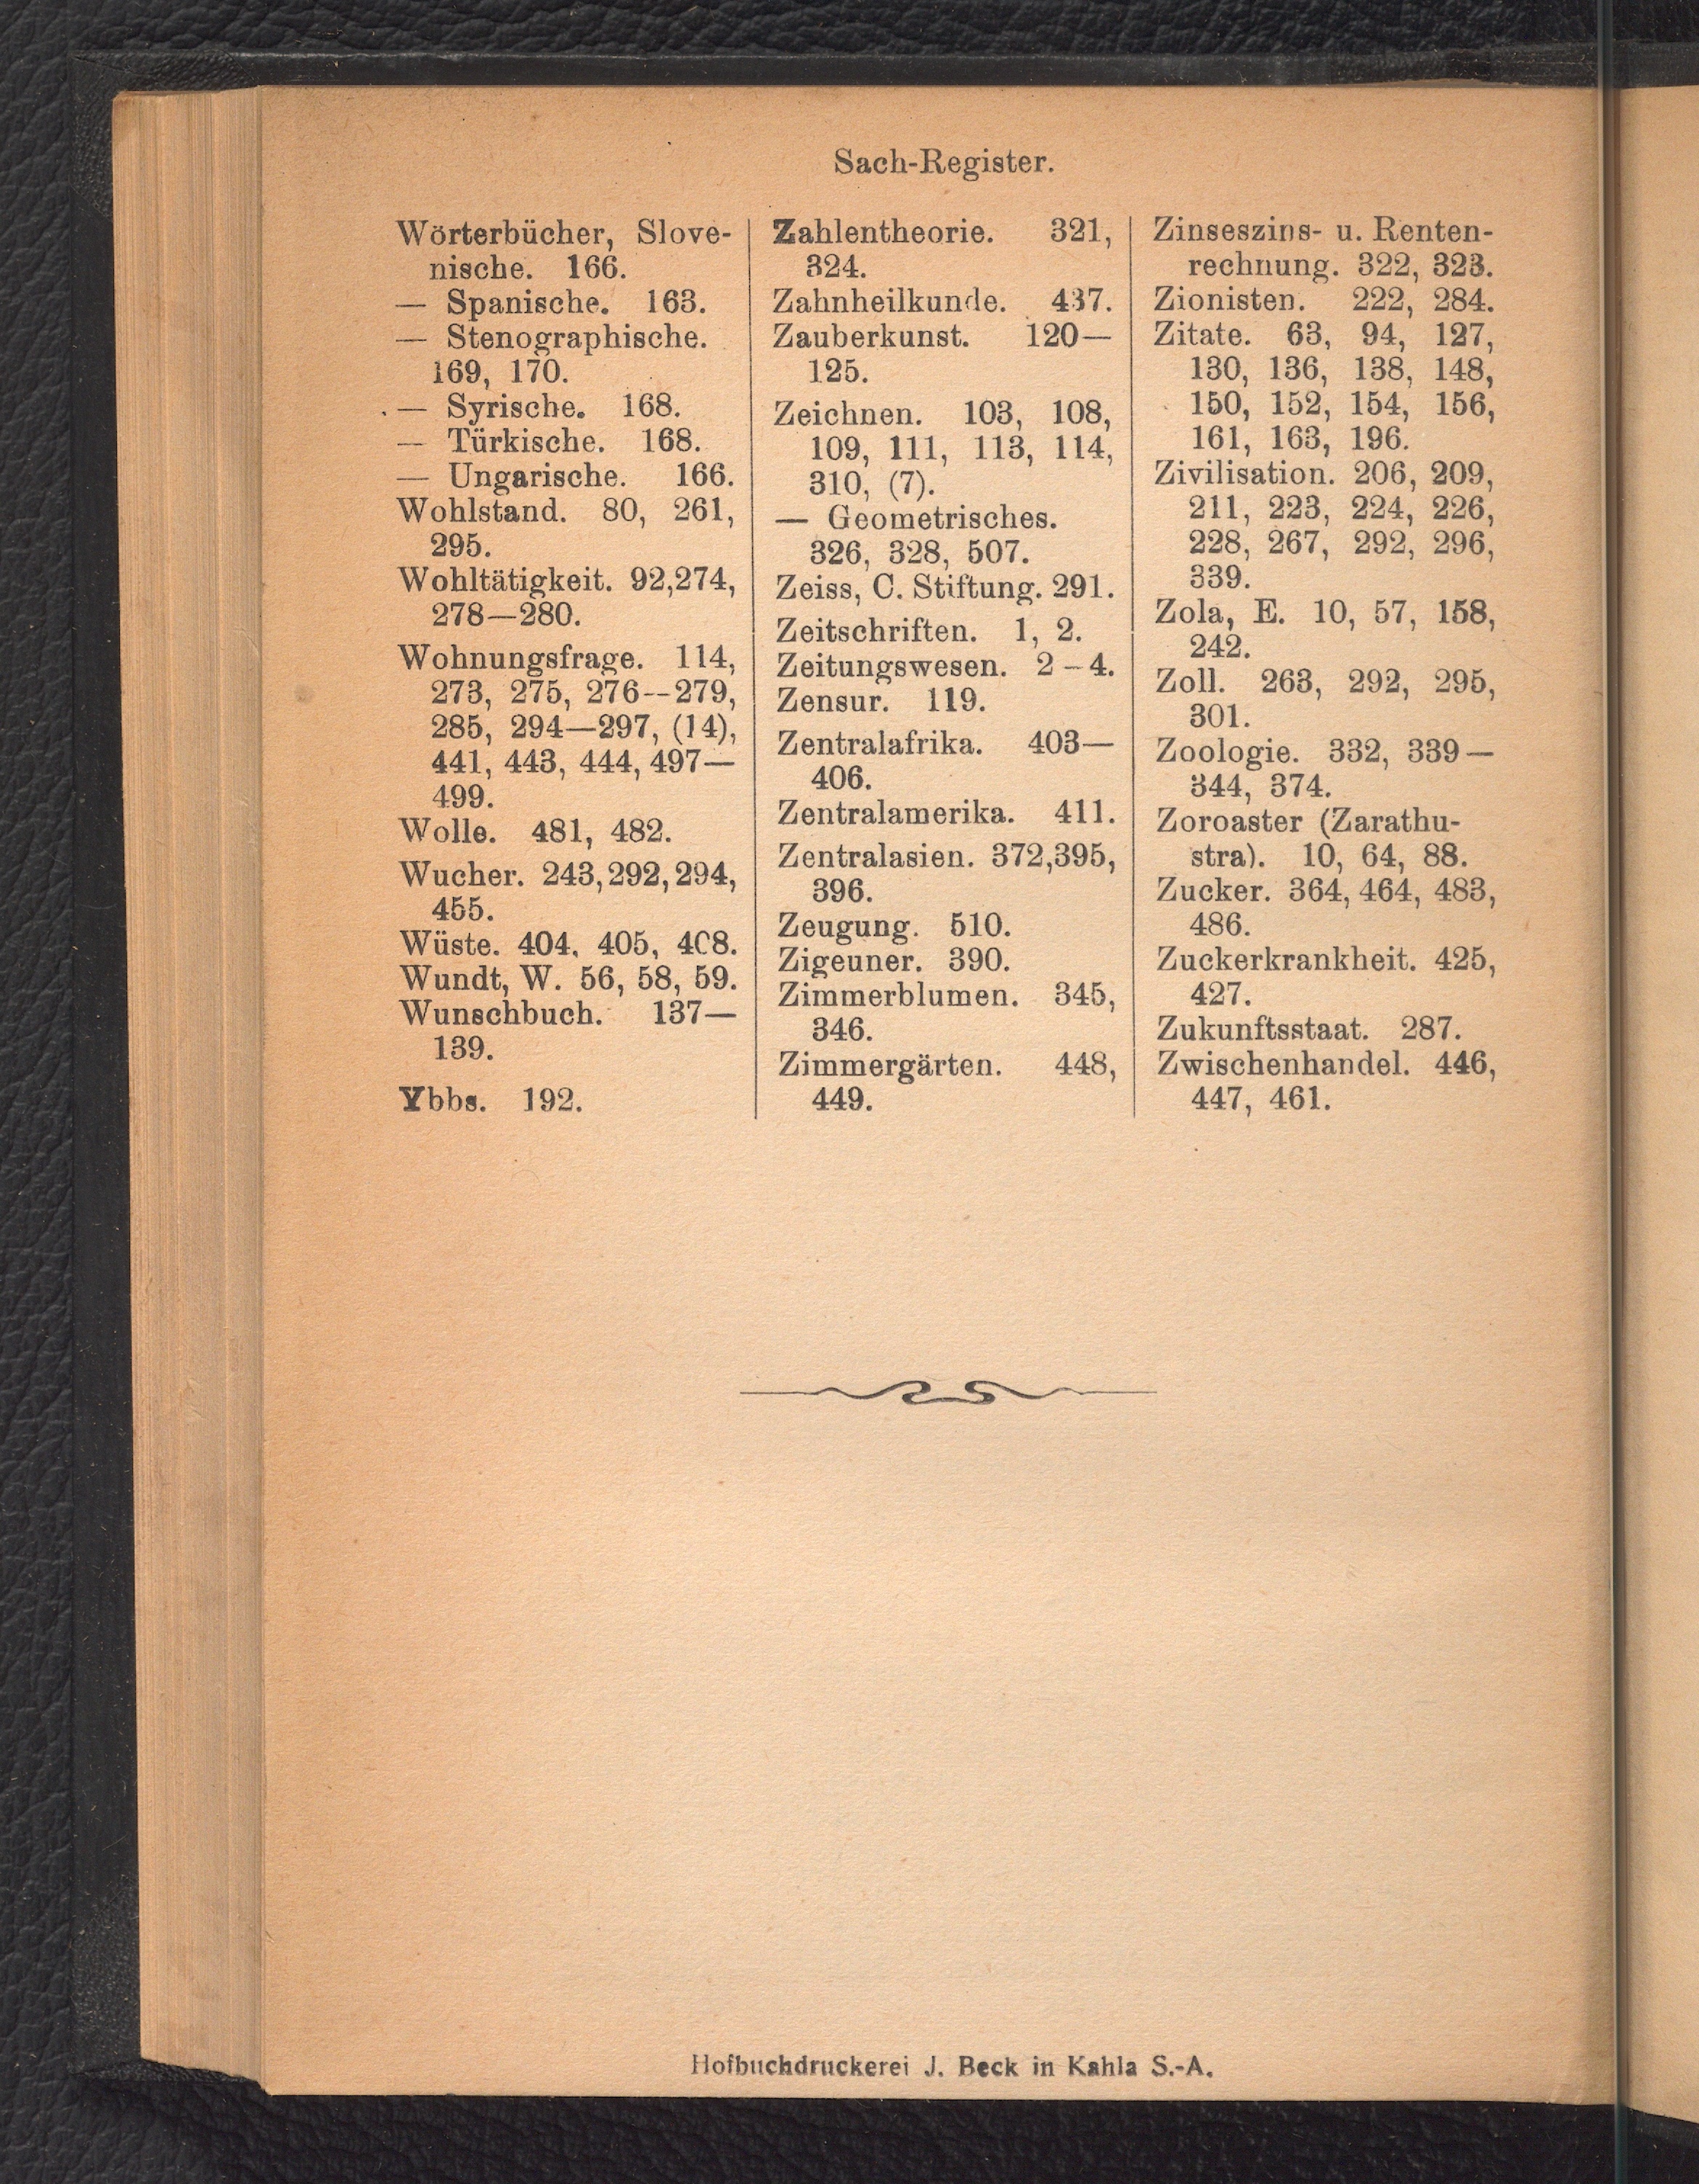 Sach-Register.
Wörterbücher, Slove-
nische. 166.
— Spanische. 163.
— Stenographische.
169, 170.
— Syrische. 168.
— Türkische. 168.
— Ungarische. 166.
Wohlstand. 80, 261,
295.
Wohltätigkeit. 92,274,
278—280.
Wohnungsfrage. 114,
273, 275, 276--279,
285, 294—297, (14),
441, 443, 444, 497—
499.
Wolle. 481, 482.
Wucher. 243,292,294,
455.
Wüste. 404, 405, 408.
Wundt, W. 56, 58, 59.
Wunschbuch. 137—
139.
Ybbs. 192.
Zahlentheorie. 321,
324.
Zahnheilkunde. 437.
Zauberkunst. 120—
125.
Zeichnen. 103, 108,
109, 111, 113, 114,
310, (7).
— Geometrisches.
326, 328, 507.
Zeiss, C. Stiftung. 291.
Zeitschriften. 1, 2.
Zeitungswesen. 2–4.
Zensur. 119.
Zentralafrika. 403—
406.
Zentralamerika. 411.
Zentralasien. 372,395,
396.
Zeugung. 510.
Zigeuner. 390.
Zimmerblumen. 345,
346.
Zimmergärten. 448,
449.
Zinseszins- u. Renten-
rechnung. 322, 323.
Zionisten. 222, 284.
Zitate. 63, 94, 127,
130, 136, 138, 148,
150, 152, 154, 156,
161, 163, 196.
Zivilisation. 206, 209,
211, 223, 224, 226,
228, 267, 292, 296,
339.
Zola, E. 10, 57, 158,
242.
Zoll. 263, 292, 295,
301.
Zoologie. 332, 339—
344, 374.
Zoroaster (Zarathu-
stra). 10, 64, 88.
Zucker. 364, 464, 483,
486.
Zuckerkrankheit. 425,
427.
Zukunftsstaat. 287.
Zwischenhandel. 446,
447, 461.
Hofbuchdruckerei J. Beck in Kahla S.-A.